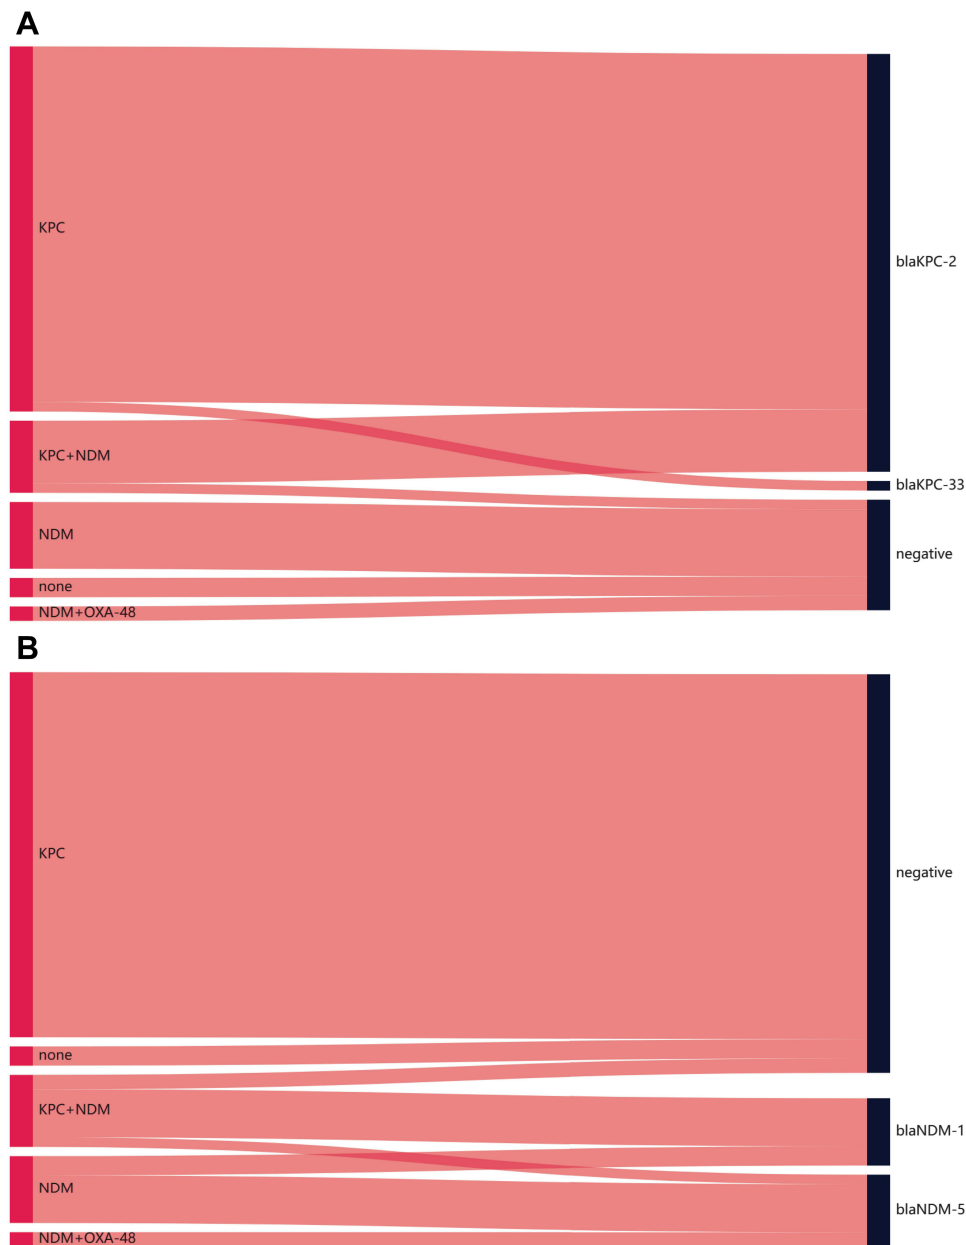 A
KPC
blaKPC-2
KPC+NDM
blaKPC-33
NDM
negative
none
NDM+OXA-48
B
KPC
negative
none
KPC+NDM
blaNDM-1
NDM
blaNDM-5
NDM+OXA-48